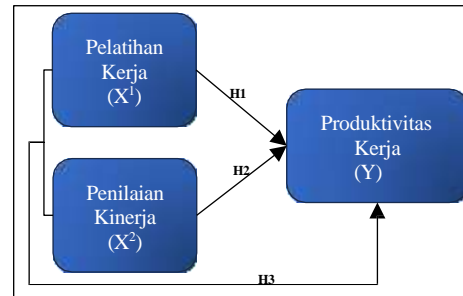 Pelatihan
Kerja
(X¹)
H1
Produktivitas
Kerja
(Y)
H2
Penilaian
Kinerja
(X²)
H3